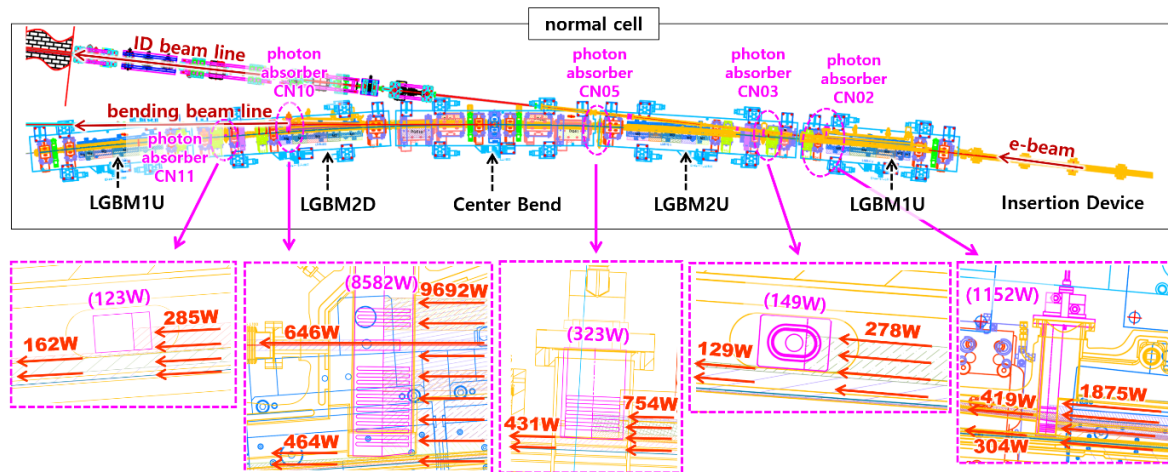 normal cell
ID beam line
photon
absorber
CN10
photon
absorber
CN05
photon
absorber
CN03
photon
absorber
CN02
bending beam line
photon
absorber
CN11
e-beam
LGBM1U
LGBM2D
Center Bend
LGBM2U
LGBM1U
Insertion Device
(123W)
285W
162W
(8582W)
9692W
646W
464W
(323W)
754W
431W
(149W)
278W
129W
(1152W)
1875W
419W
304W